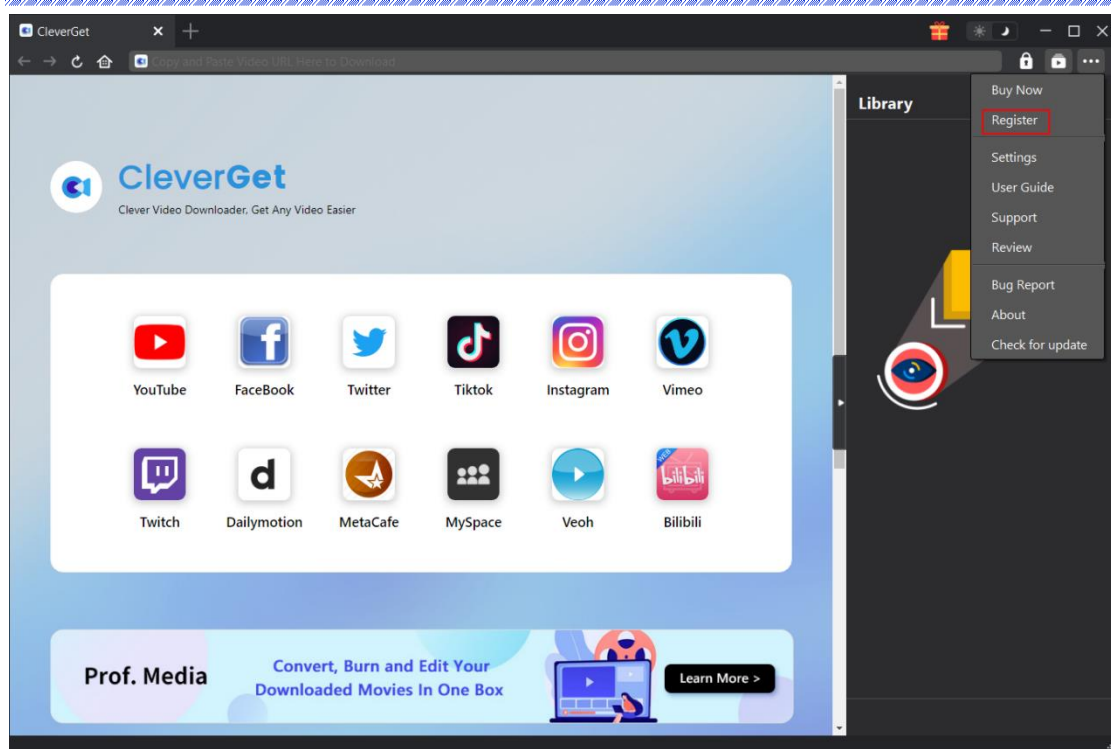 CleverGet
Copy and Paste Video URL Here to Download
Buy Now
Register
Settings
User Guide
Support
Review
Bug Report
About
Check for update
Library
CleverGet
Clever Video Downloader, Get Any Video Easier
YouTube FaceBook Twitter Tiktok Instagram Vimeo
WEB
bilibili
Twitch Dailymotion MetaCafe MySpace Veoh Bilibili
Prof. Media
Convert, Burn and Edit Your
Downloaded Movies In One Box
Learn More >